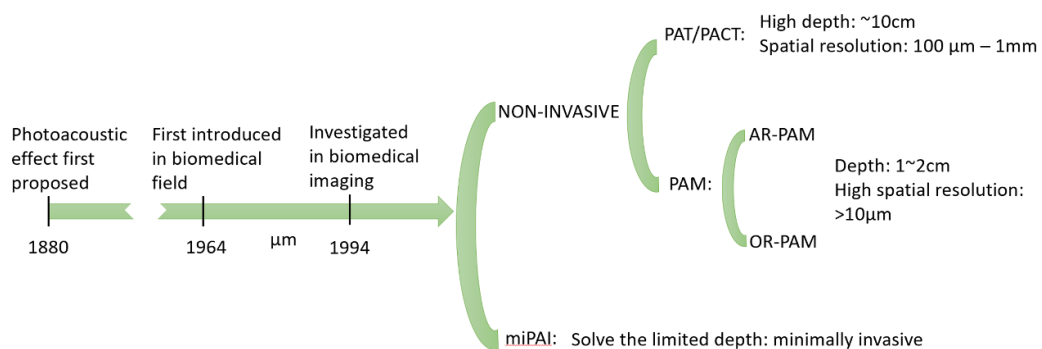 PAT/PACT:
High depth: ~10cm
Spatial resolution: 100 µm – 1mm
NON-INVASIVE
Photoacoustic
effect first
proposed
First introduced
in biomedical
field
Investigated
in biomedical
imaging
AR-PAM
PAM:
Depth: 1~2cm
High spatial resolution:
>10µm
OR-PAM
1880
1964
µm
1994
miPAI:
Solve the limited depth: minimally invasive